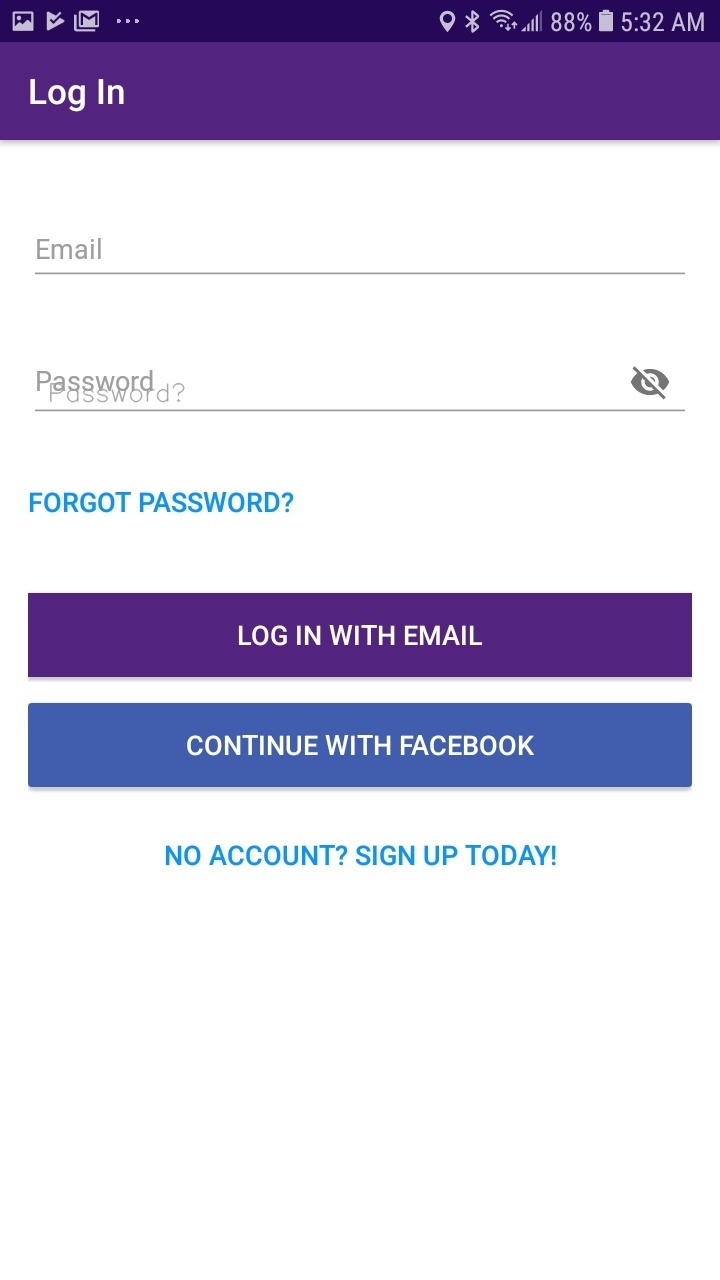 88% 5:32 AM
Log In
Email
Password
Password?
FORGOT PASSWORD?
LOG IN WITH EMAIL
CONTINUE WITH FACEBOOK
NO ACCOUNT? SIGN UP TODAY!